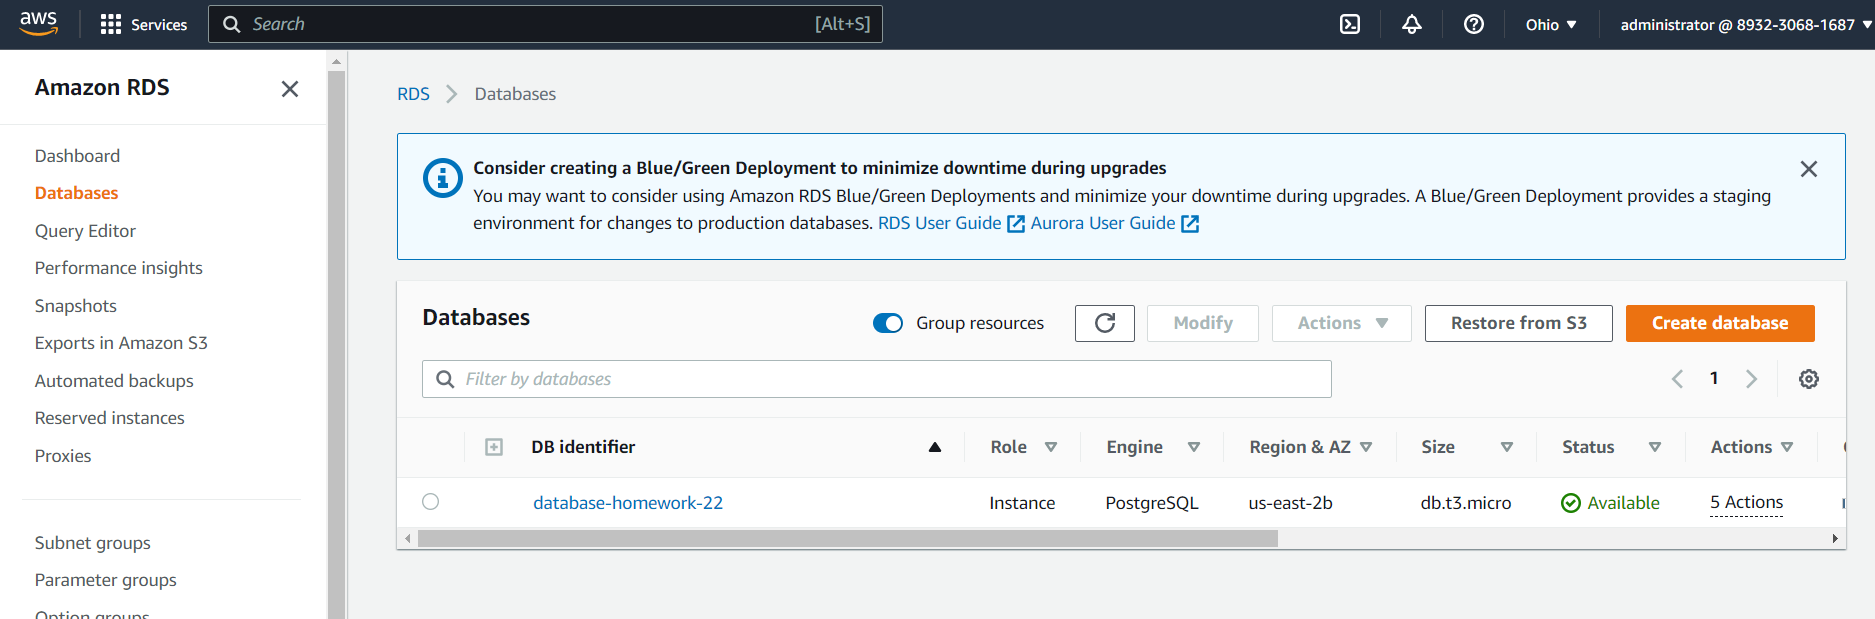 aws
Services
Search [Alt+S]
Ohio
administrator @ 8932-3068-1687
Amazon RDS
Dashboard
Databases
Query Editor
Performance insights
Snapshots
Exports in Amazon S3
Automated backups
Reserved instances
Proxies
Subnet groups
Parameter groups
Option groups
RDS Databases
Consider creating a Blue/Green Deployment to minimize downtime during upgrades
You may want to consider using Amazon RDS Blue/Green Deployments and minimize your downtime during upgrades. A Blue/Green Deployment provides a staging
environment for changes to production databases. RDS User Guide Aurora User Guide
Databases
Group resources
Modify
Actions
Restore from S3
Create database
Filter by databases
1
DB identifier Role Engine Region & AZ Size Status Actions
database-homework-22 Instance PostgreSQL us-east-2b db.t3.micro Available 5 Actions